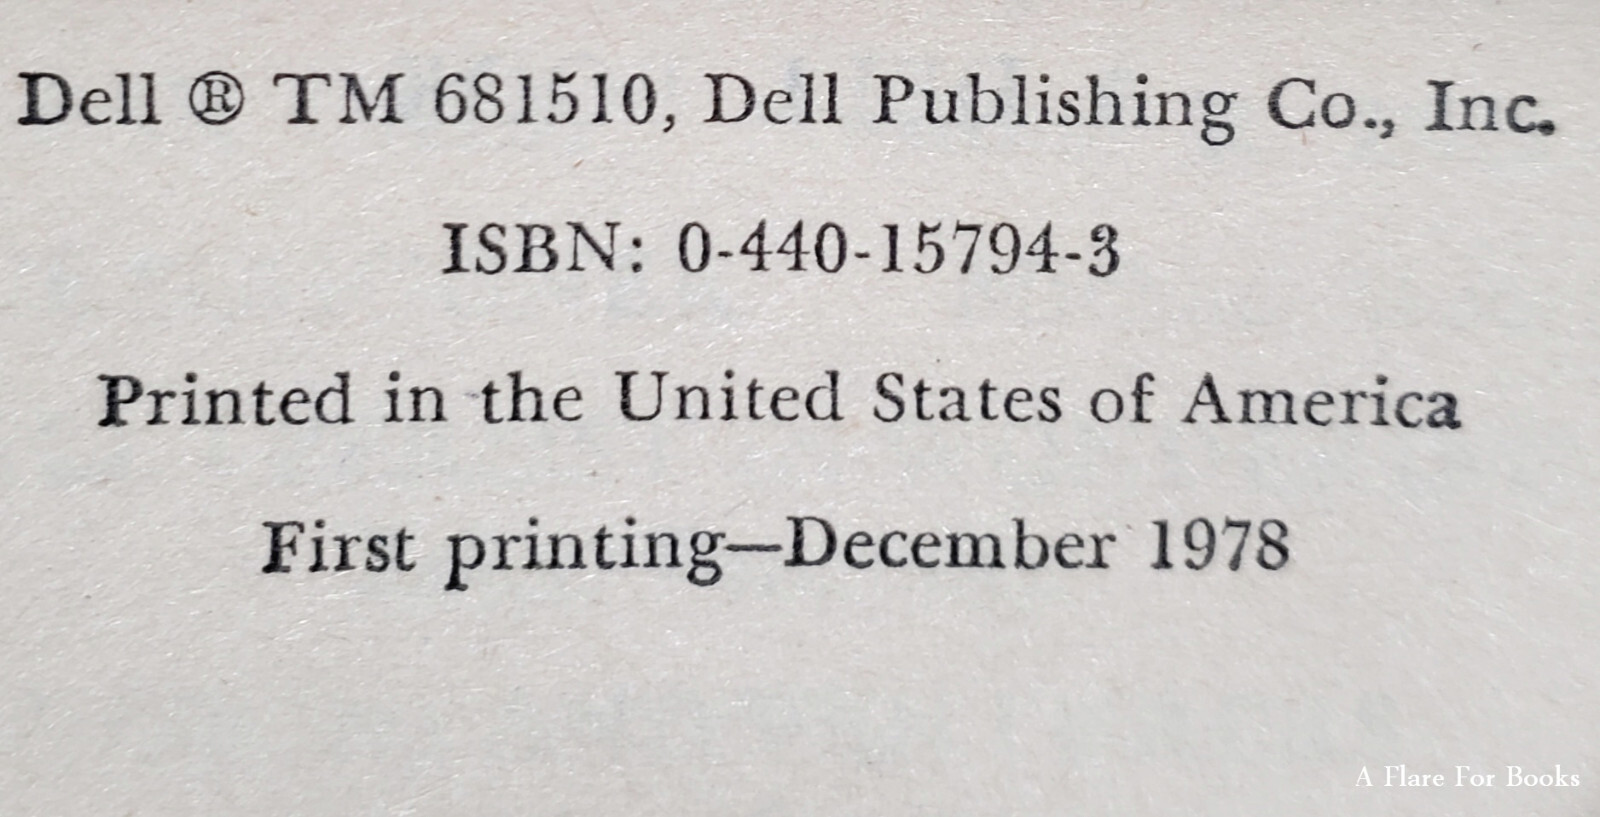 Dell ® TM 681510, Dell Publishing Co., Inc.
ISBN: 0-440-15794-3
Printed in the United States of America
First printing—December 1978
A Flare For Books